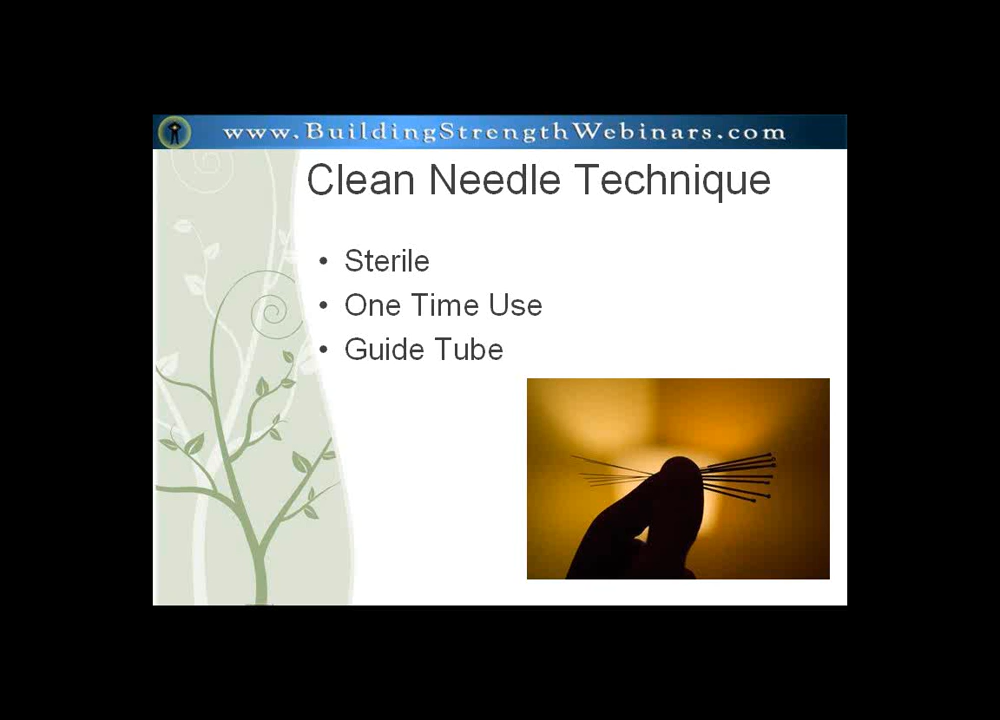 www.BuildingStrengthWebinars.com
Clean Needle Technique
• Sterile
• One Time Use
• Guide Tube